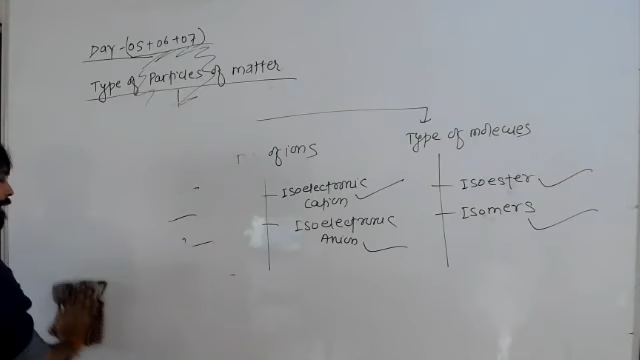 Day-(05+06+07)
Type of Particles of matter
of ions
Type of molecues
Isoelectronic
Cation
Isoelectronic
Anion
Isoester
Isomers